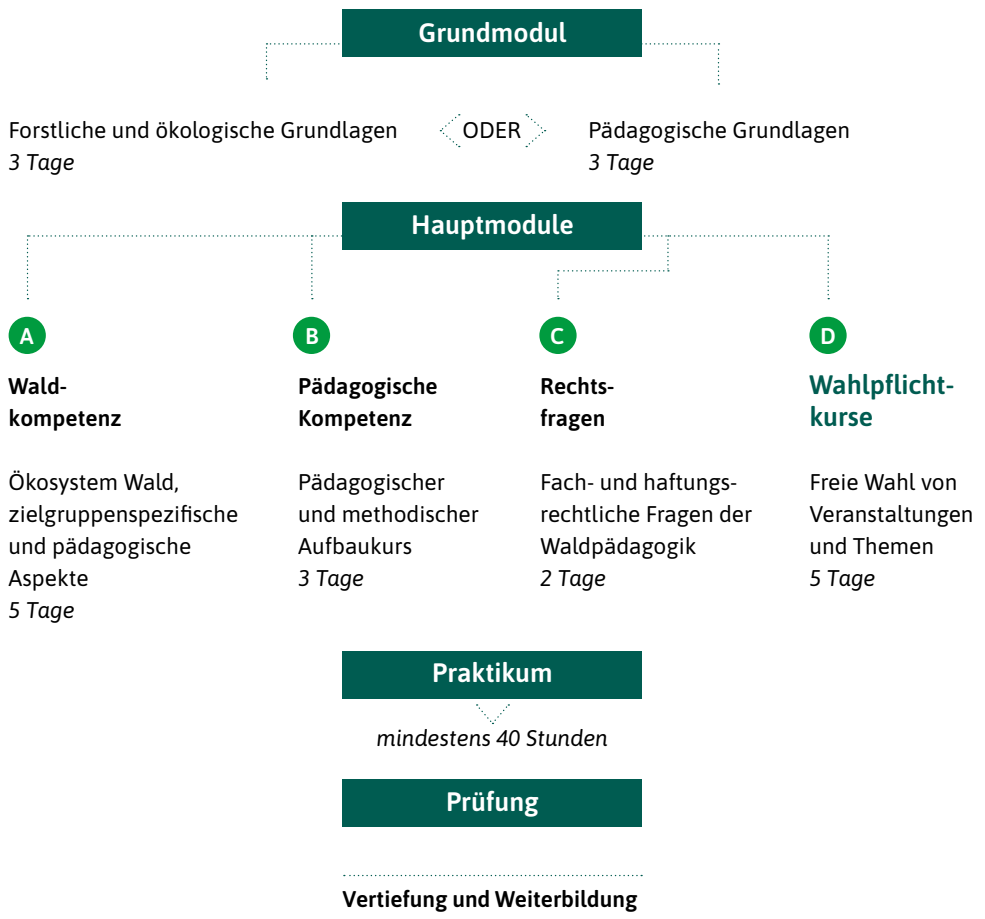 Grundmodul
Forstliche und ökologische Grundlagen
3 Tage
ODER
Pädagogische Grundlagen
3 Tage
Hauptmodule
A
Wald-
kompetenz
Ökosystem Wald,
zielgruppenspezifische
und pädagogische
Aspekte
5 Tage
B
Pädagogische
Kompetenz
Pädagogischer
und methodischer
Aufbaukurs
3 Tage
C
Rechts-
fragen
Fach- und haftungs-
rechtliche Fragen der
Waldpädagogik
2 Tage
D
Wahlpflicht-
kurse
Freie Wahl von
Veranstaltungen
und Themen
5 Tage
Praktikum
mindestens 40 Stunden
Prüfung
Vertiefung und Weiterbildung